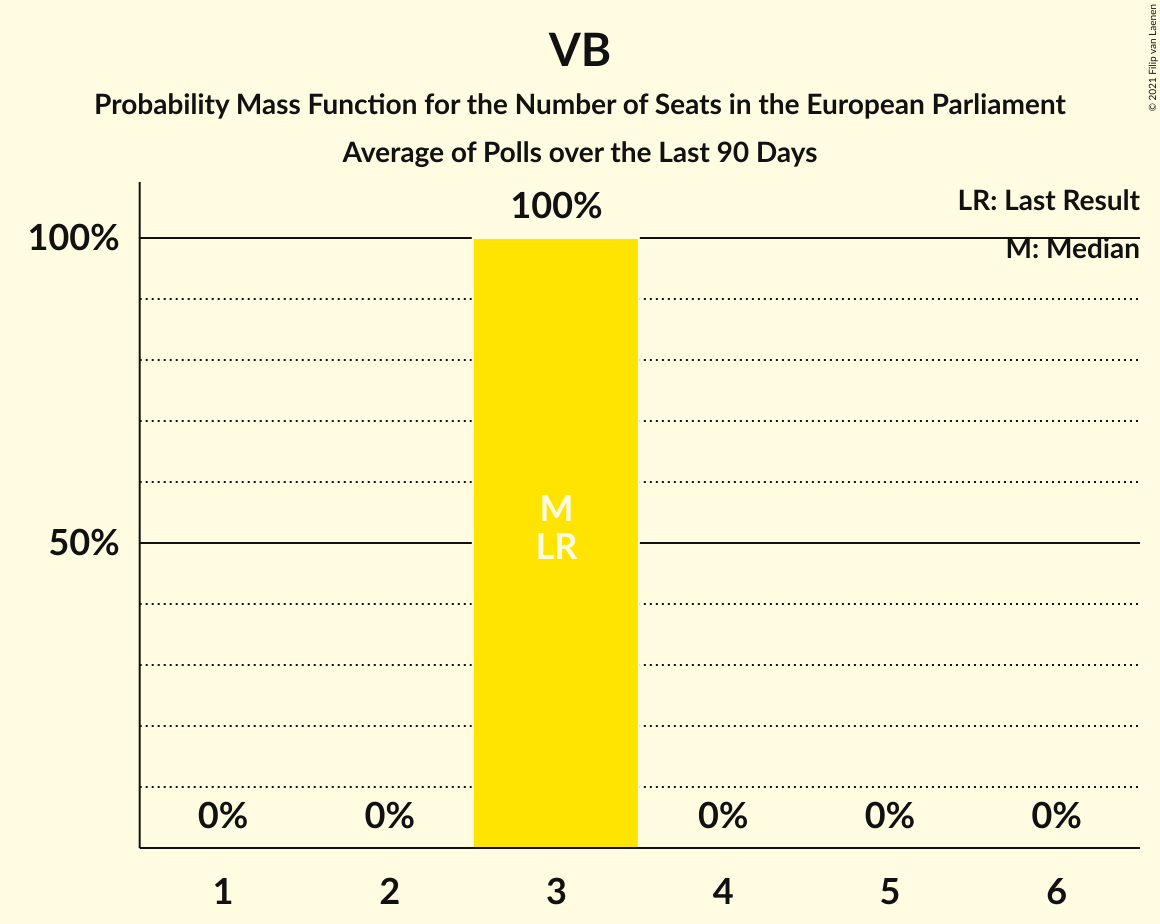 VB
Probability Mass Function for the Number of Seats in the European Parliament
Average of Polls over the Last 90 Days
© 2021 Filip van Laenen
LR: Last Result
M: Median
100%
100%
50%
M
LR
0% 0% 0% 0% 0%
1 2 3 4 5 6